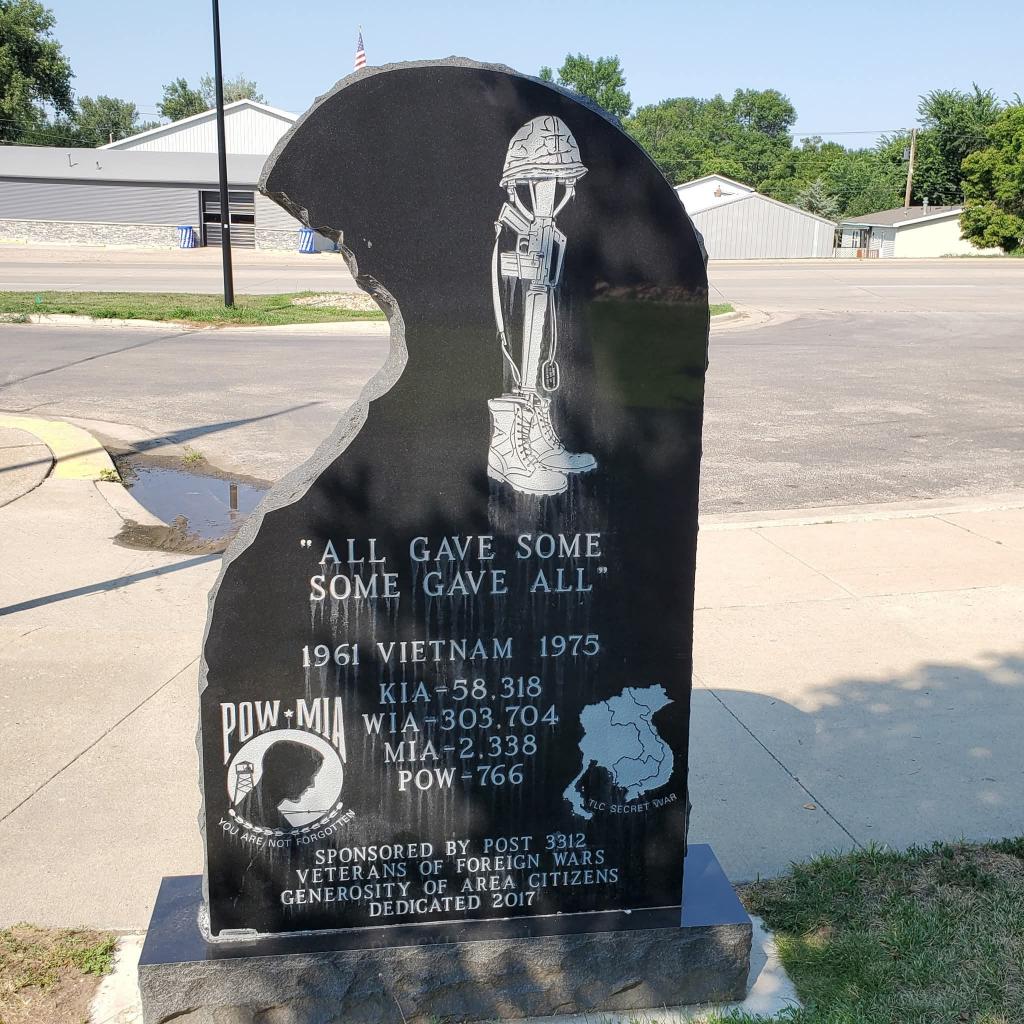 "ALL GAVE SOME
SOME GAVE ALL"
1961 VIETNAM 1975
KIA-58,318
WIA-303,704
MIA-2,338
POW-766
POW★MIA
YOU ARE NOT FORGOTTEN
TLC SECRET WAR
SPONSORED BY POST 3312
VETERANS OF FOREIGN WARS
GENEROSITY OF AREA CITIZENS
DEDICATED 2017